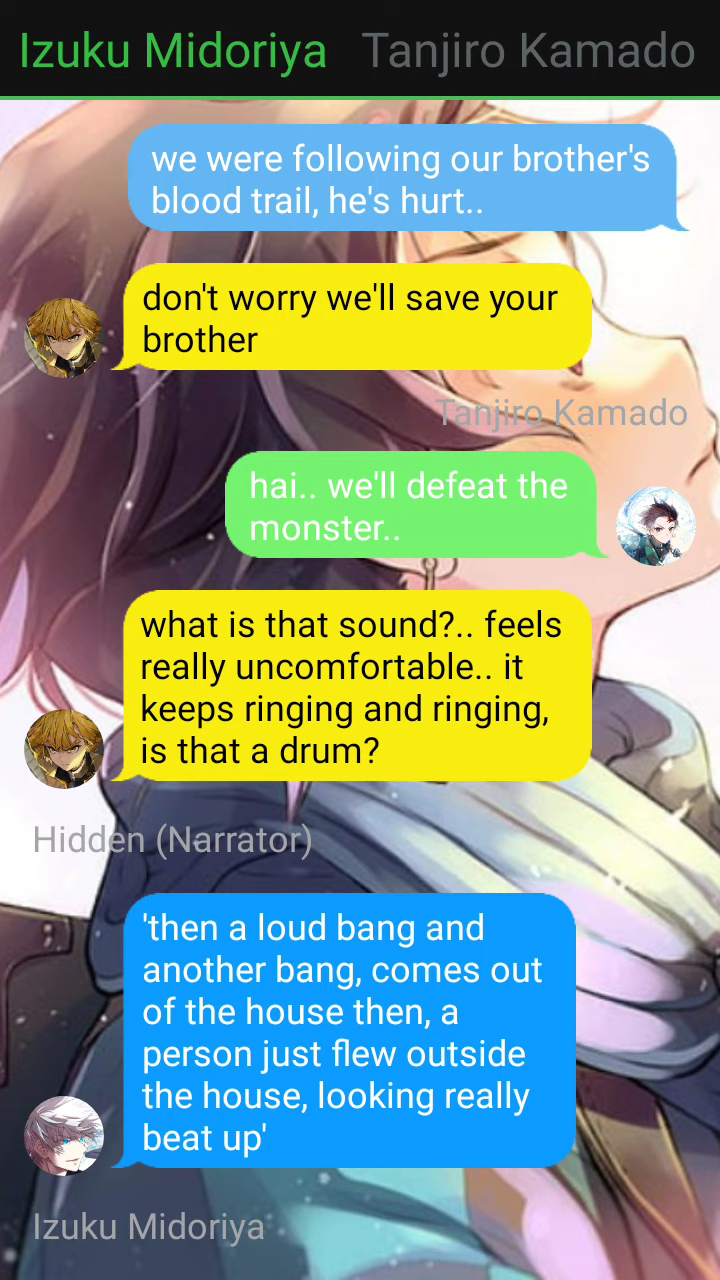 Izuku Midoriya Tanjiro Kamado
we were following our brother's
blood trail, he's hurt..
don't worry we'll save your
brother
Tanjiro Kamado
hai.. we'll defeat the
monster..
what is that sound?.. feels
really uncomfortable.. it
keeps ringing and ringing,
is that a drum?
Hidden (Narrator)
'then a loud bang and
another bang, comes out
of the house then, a
person just flew outside
the house, looking really
beat up'
Izuku Midoriya